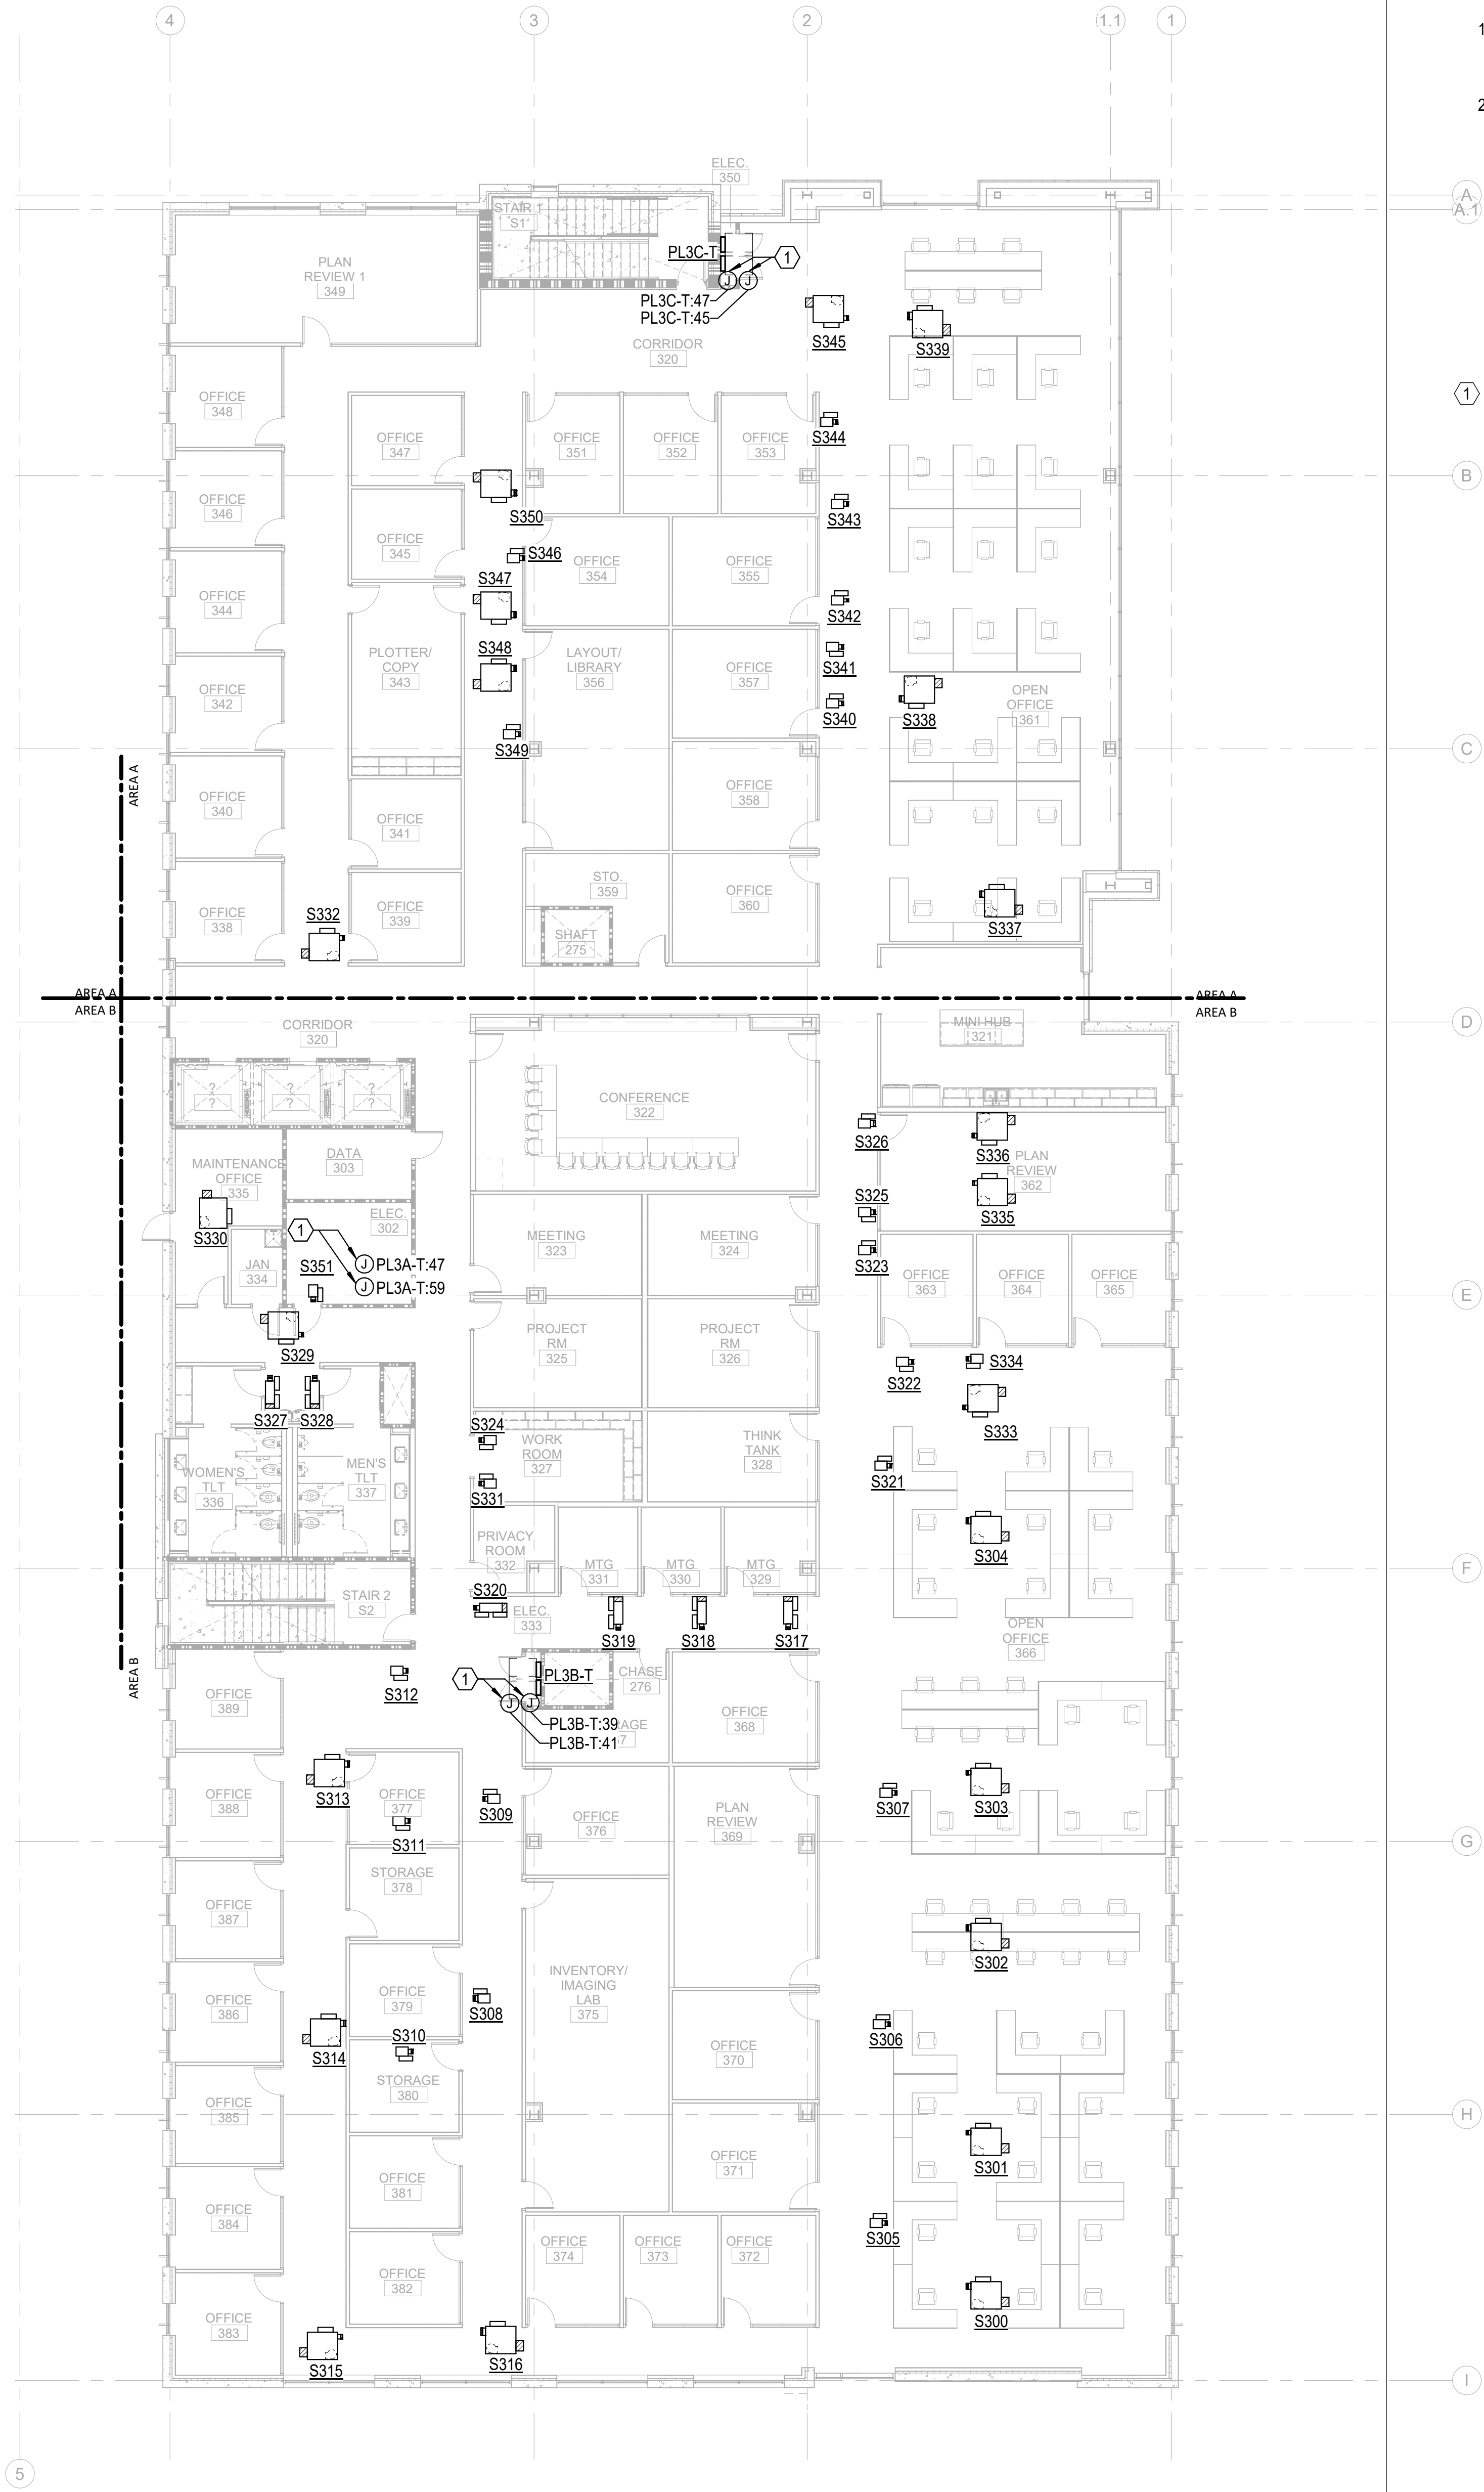 4
3
2
1.1
1
1
2
ELEC.
350
STAIR 1
S1
A
A.1
PL3C-T
1
PLAN
REVIEW 1
349
PL3C-T:47
PL3C-T:45
J
J
S345
S339
CORRIDOR
320
1
OFFICE
348
OFFICE
347
OFFICE
351
OFFICE
352
OFFICE
353
S344
B
OFFICE
346
S350
S343
OFFICE
345
S346
OFFICE
354
OFFICE
355
S347
OFFICE
344
S342
S348
PLOTTER/
COPY
343
LAYOUT/
LIBRARY
356
OFFICE
357
S341
OFFICE
342
OPEN
OFFICE
361
S340
S338
S349
C
AREA A
OFFICE
340
OFFICE
341
OFFICE
358
STO.
359
OFFICE
360
S332
OFFICE
338
OFFICE
339
SHAFT
275
S337
AREA A
AREA B
AREA A
AREA B
CORRIDOR
320
MINI HUB
321
D
?
?
?
?
?
?
CONFERENCE
322
S326
S336
DATA
303
MAINTENANCE
OFFICE
335
PLAN
REVIEW
362
S325
S335
ELEC.
302
S330
1
MEETING
323
MEETING
324
JAN
334
S351
J
PL3A-T:47
J
PL3A-T:59
S323
OFFICE
363
OFFICE
364
OFFICE
365
E
PROJECT
RM
325
PROJECT
RM
326
S329
S322
S334
S327
S328
S333
S324
WORK
ROOM
327
THINK
TANK
328
WOMEN'S
TLT
336
MEN'S
TLT
337
S321
S331
PRIVACY
ROOM
332
S304
MTG
331
MTG
330
MTG
329
F
STAIR 2
S2
S320
ELEC.
333
S319
S318
S317
OPEN
OFFICE
366
AREA B
S312
1
PL3B-T
CHASE
276
OFFICE
389
J
J
PL3B-T:39
PL3B-T:41
RAGE
7
OFFICE
368
S313
OFFICE
388
OFFICE
377
S309
S307
S303
OFFICE
376
PLAN
REVIEW
369
S311
G
STORAGE
378
OFFICE
387
S302
INVENTORY/
IMAGING
LAB
375
OFFICE
386
OFFICE
379
S308
S306
S314
S310
OFFICE
370
STORAGE
380
OFFICE
385
H
S301
OFFICE
371
OFFICE
381
OFFICE
384
S305
OFFICE
374
OFFICE
373
OFFICE
372
OFFICE
382
S300
OFFICE
383
S315
S316
I
5